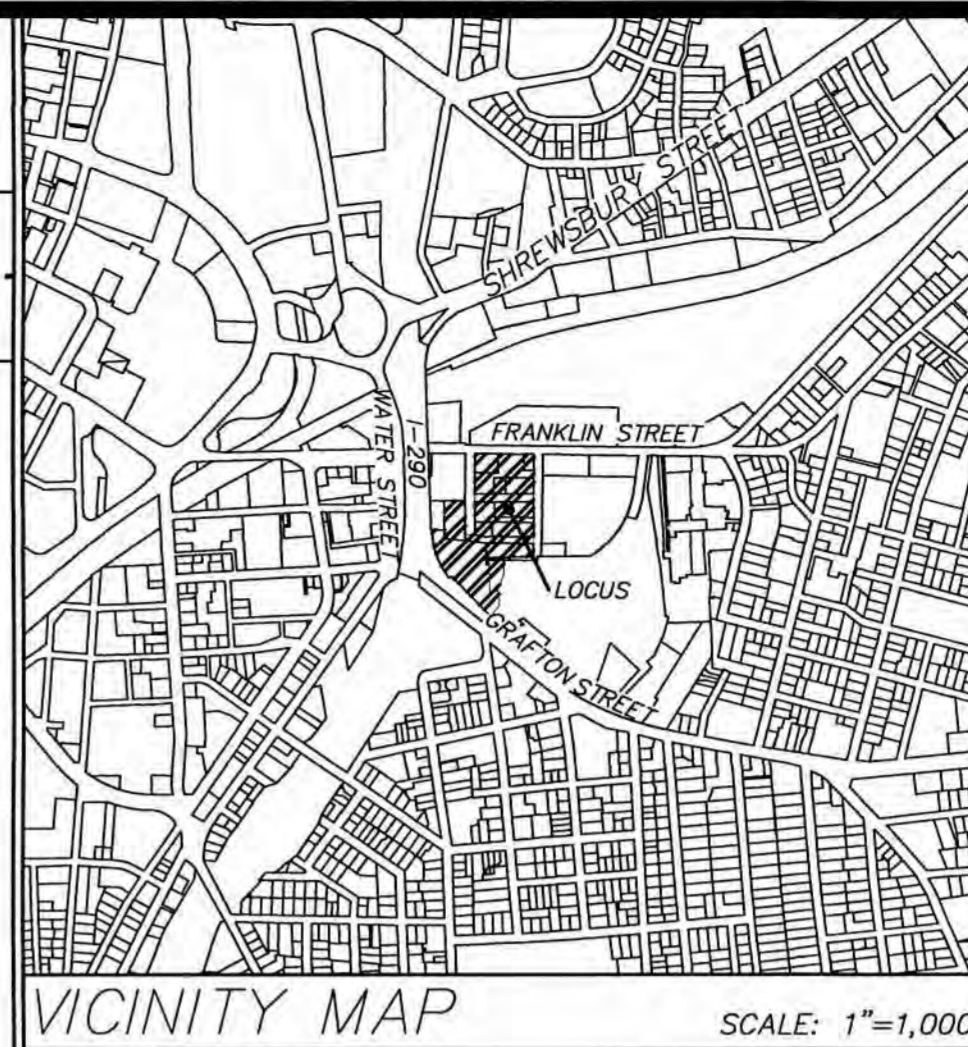 SHREWSBURY STREET
WATER STREET
I-290
FRANKLIN STREET
LOCUS
GRAFTON STREET
VICINITY MAP
SCALE: 1"=1,000